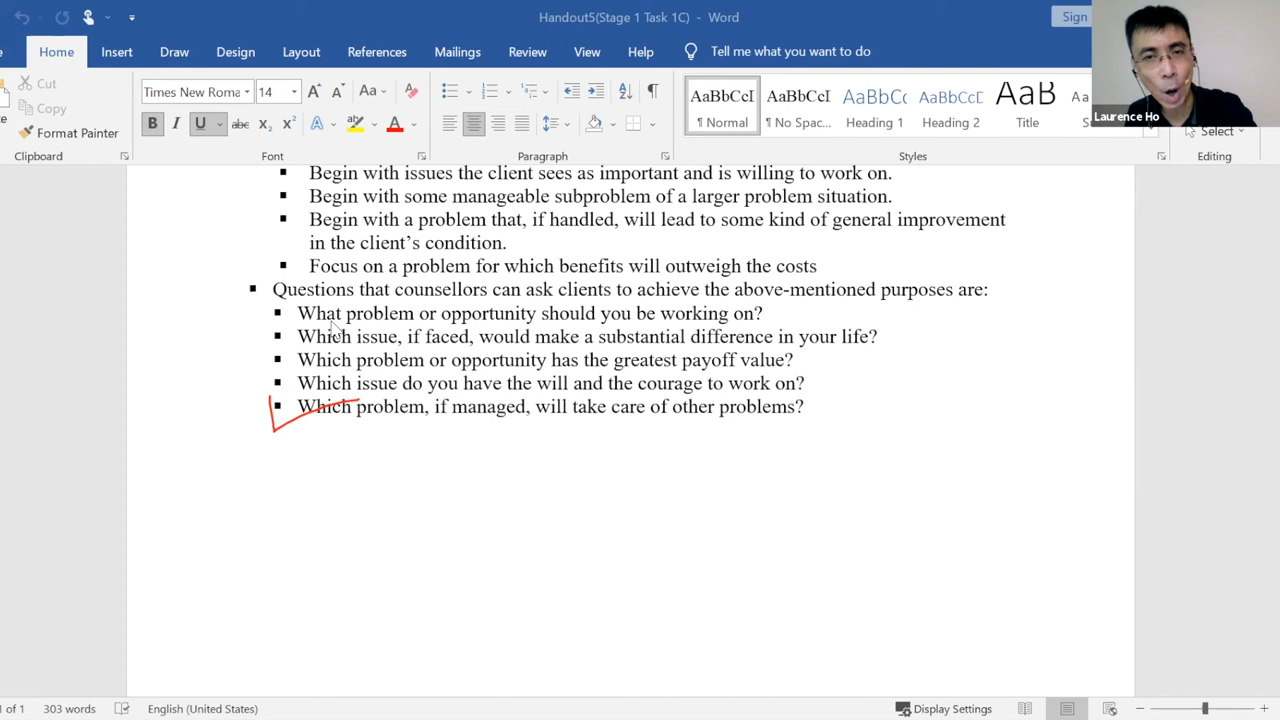 Handout5(Stage 1 Task 1C) - Word
Sign
Home Insert Draw Design Layout References Mailings Review View Help Tell me what you want to do
Cut
Copy
Format Painter
Times New Roma 14
Aa
B I U abc X₂ X² A A
AaBbCcI AaBbCcI AaBbCc AaBbCcD AaB Aa
¶ Normal ¶ No Spac... Heading 1 Heading 2 Title
Select
Clipboard Font Paragraph Styles Editing
Laurence Ho
▪ Begin with issues the client sees as important and is willing to work on.
▪ Begin with some manageable subproblem of a larger problem situation.
▪ Begin with a problem that, if handled, will lead to some kind of general improvement
in the client's condition.
▪ Focus on a problem for which benefits will outweigh the costs
▪ Questions that counsellors can ask clients to achieve the above-mentioned purposes are:
▪ What problem or opportunity should you be working on?
▪ Which issue, if faced, would make a substantial difference in your life?
▪ Which problem or opportunity has the greatest payoff value?
▪ Which issue do you have the will and the courage to work on?
▪ Which problem, if managed, will take care of other problems?
1 of 1 303 words English (United States) Display Settings